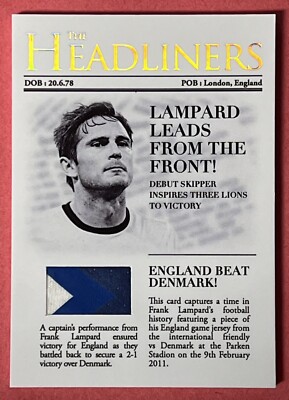 THE
HEADLINERS
DOB : 20.6.78
POB : London, England
LAMPARD
LEADS
FROM THE
FRONT!
DEBUT SKIPPER
INSPIRES THREE LIONS
TO VICTORY
ENGLAND BEAT
DENMARK!
This card captures a time in
Frank Lampard's football
history featuring a piece of
his England game jersey from
the international friendly
vs Denmark at the Parken
Stadion on the 9th February
2011.
A captain's performance from
Frank Lampard ensured
victory for England as they
battled back to secure a 2-1
victory over Denmark.